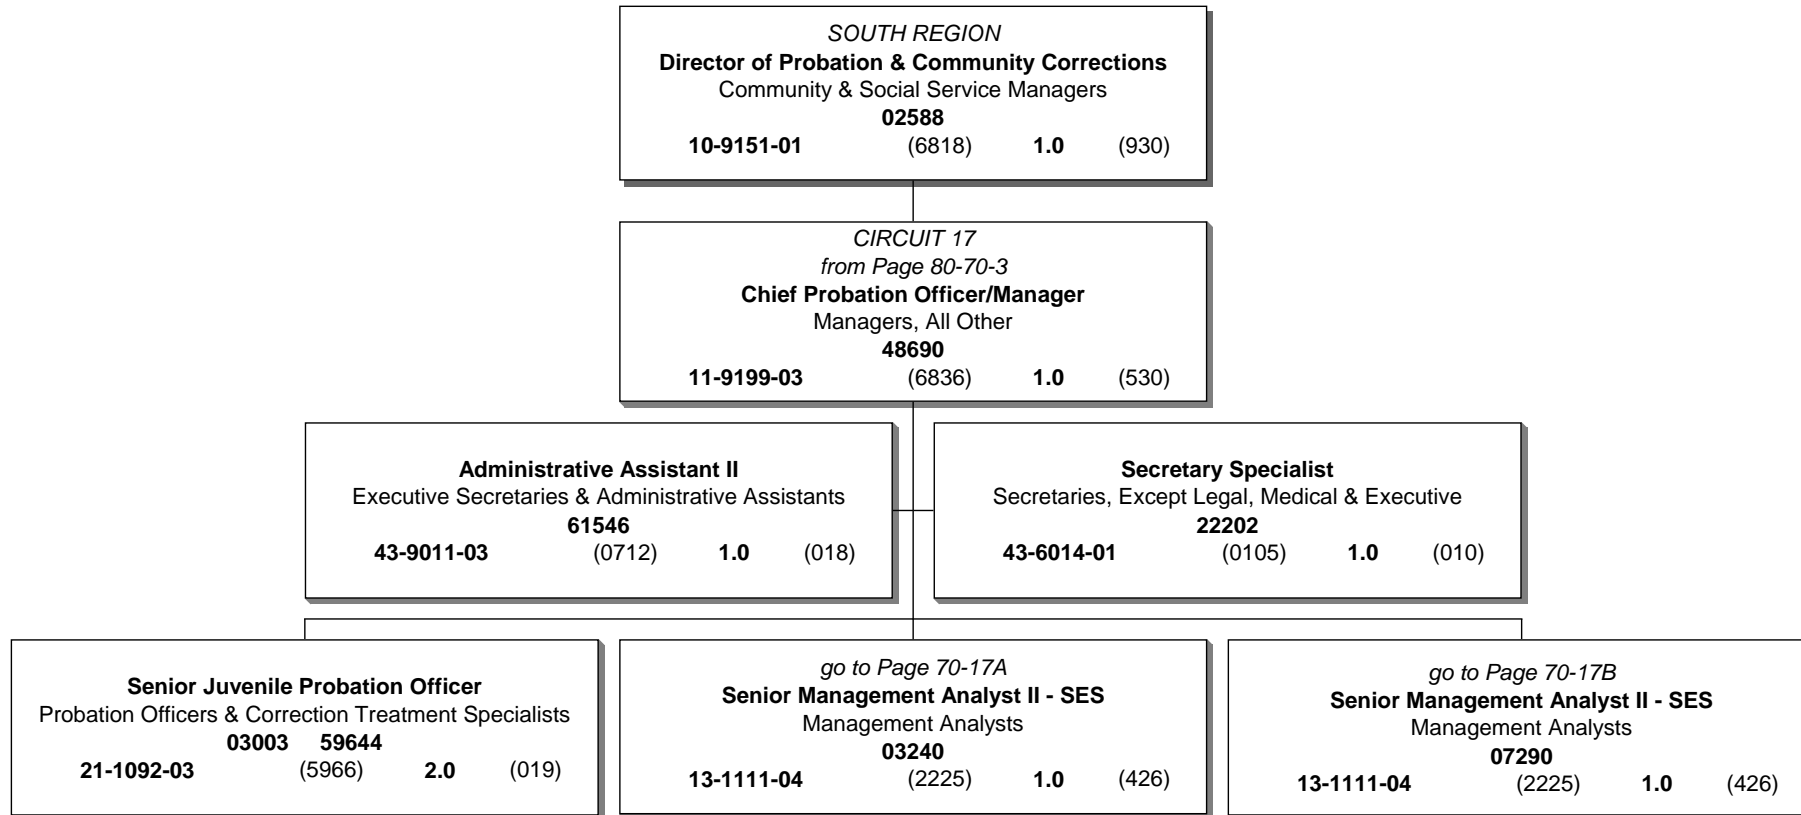 SOUTH REGION
Director of Probation & Community Corrections
Community & Social Service Managers
02588
10-9151-01 (6818) 1.0 (930)
CIRCUIT 17
from Page 80-70-3
Chief Probation Officer/Manager
Managers, All Other
48690
11-9199-03 (6836) 1.0 (530)
Administrative Assistant II
Executive Secretaries & Administrative Assistants
61546
43-9011-03 (0712) 1.0 (018)
Secretary Specialist
Secretaries, Except Legal, Medical & Executive
22202
43-6014-01 (0105) 1.0 (010)
Senior Juvenile Probation Officer
Probation Officers & Correction Treatment Specialists
03003 59644
21-1092-03 (5966) 2.0 (019)
go to Page 70-17A
Senior Management Analyst II - SES
Management Analysts
03240
13-1111-04 (2225) 1.0 (426)
go to Page 70-17B
Senior Management Analyst II - SES
Management Analysts
07290
13-1111-04 (2225) 1.0 (426)